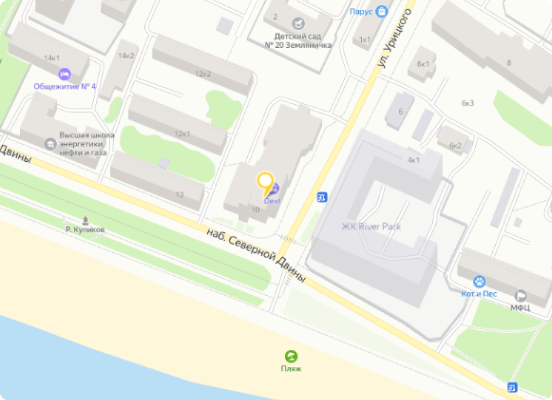 Парус
Детский сад
№ 20 Земляничка
1к1
ул. Урицкого
8
14к1
14к2
12к2
6к1
Общежитие № 4
6к3
6
12к1
Высшая школа
энергетики,
нефти и газа
6к2
4к1
Двины
12
10
ЖК River Park
Р. Куликов
наб. Северной Двины
Кот и Пес
МФЦ
Пляж